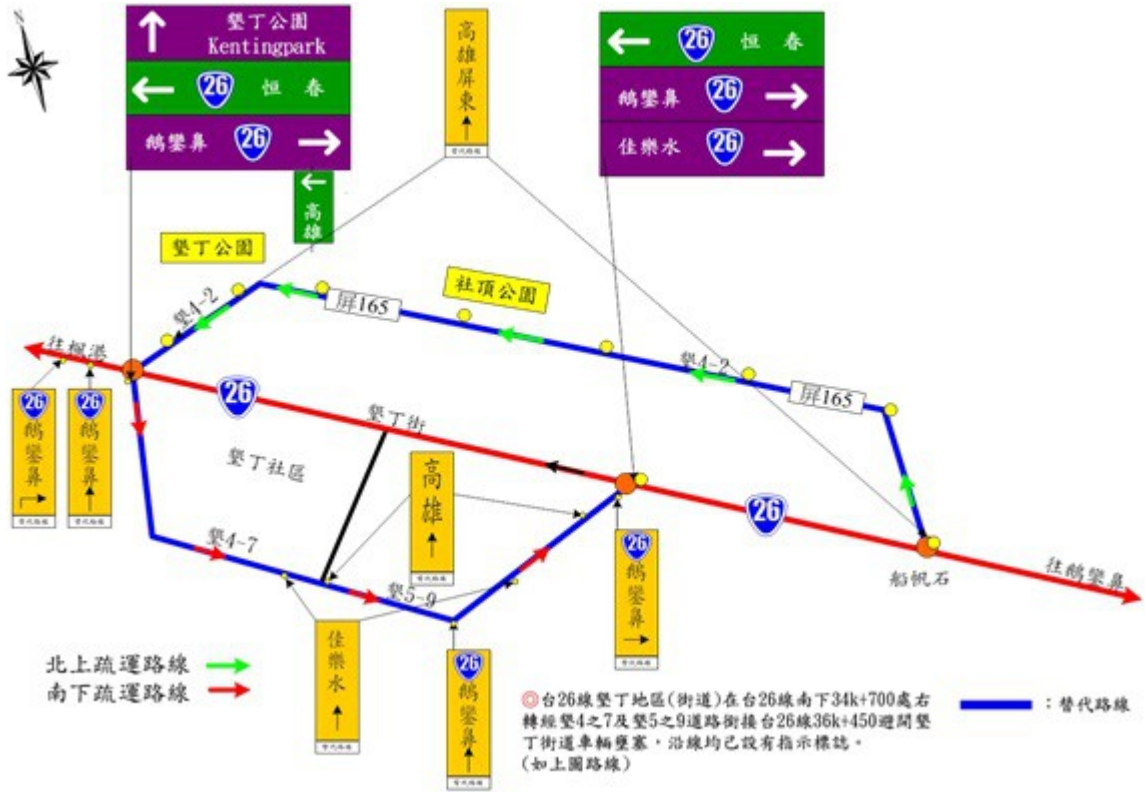 N
墾丁公園
Kentingpark
26 恒春
鵝鑾鼻 26
高雄
高雄屏東
替代路線
26 恒春
鵝鑾鼻 26
佳樂水 26
墾丁公園
社頂公園
墾4-2
屏165
墾4-2
屏165
往楓港
26
墾丁街
墾丁社區
26
鵝鑾鼻
替代路線
26
鵝鑾鼻
替代路線
高雄
替代路線
26
船帆石
往鵝鑾鼻
墾4-7
墾5-9
26
鵝鑾鼻
替代路線
佳樂水
替代路線
26
鵝鑾鼻
替代路線
北上疏運路線
南下疏運路線
◎台26線墾丁地區(街道)在台26線南下34k+700處右
轉經墾4之7及墾5之9道路銜接台26線36k+450避開墾
丁街道車輛壅塞，沿線均已設有指示標誌。
(如上圖路線)
：替代路線